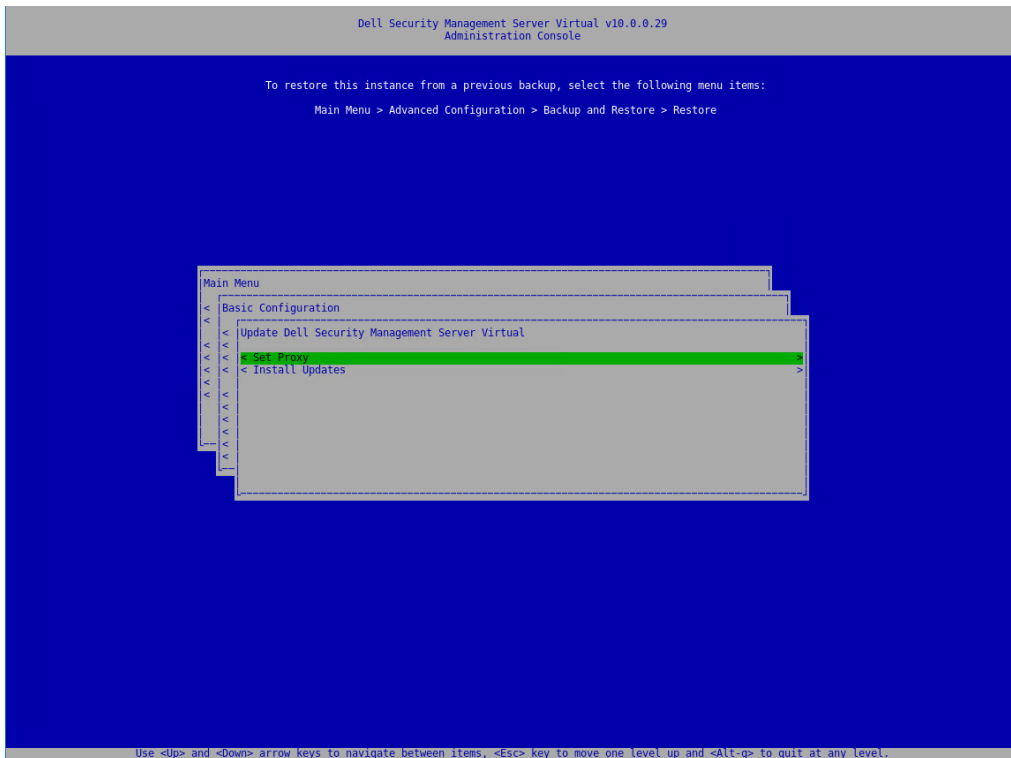 Dell Security Management Server Virtual v10.0.0.29
Administration Console
To restore this instance from a previous backup, select the following menu items:
Main Menu > Advanced Configuration > Backup and Restore > Restore
Main Menu
< Basic Configuration
<
< Update Dell Security Management Server Virtual
< <
< < < Set Proxy >
< < < Install Updates >
<
< <
<
<
<
<
<
Use <Up> and <Down> arrow keys to navigate between items, <Esc> key to move one level up and <Alt-q> to quit at any level.